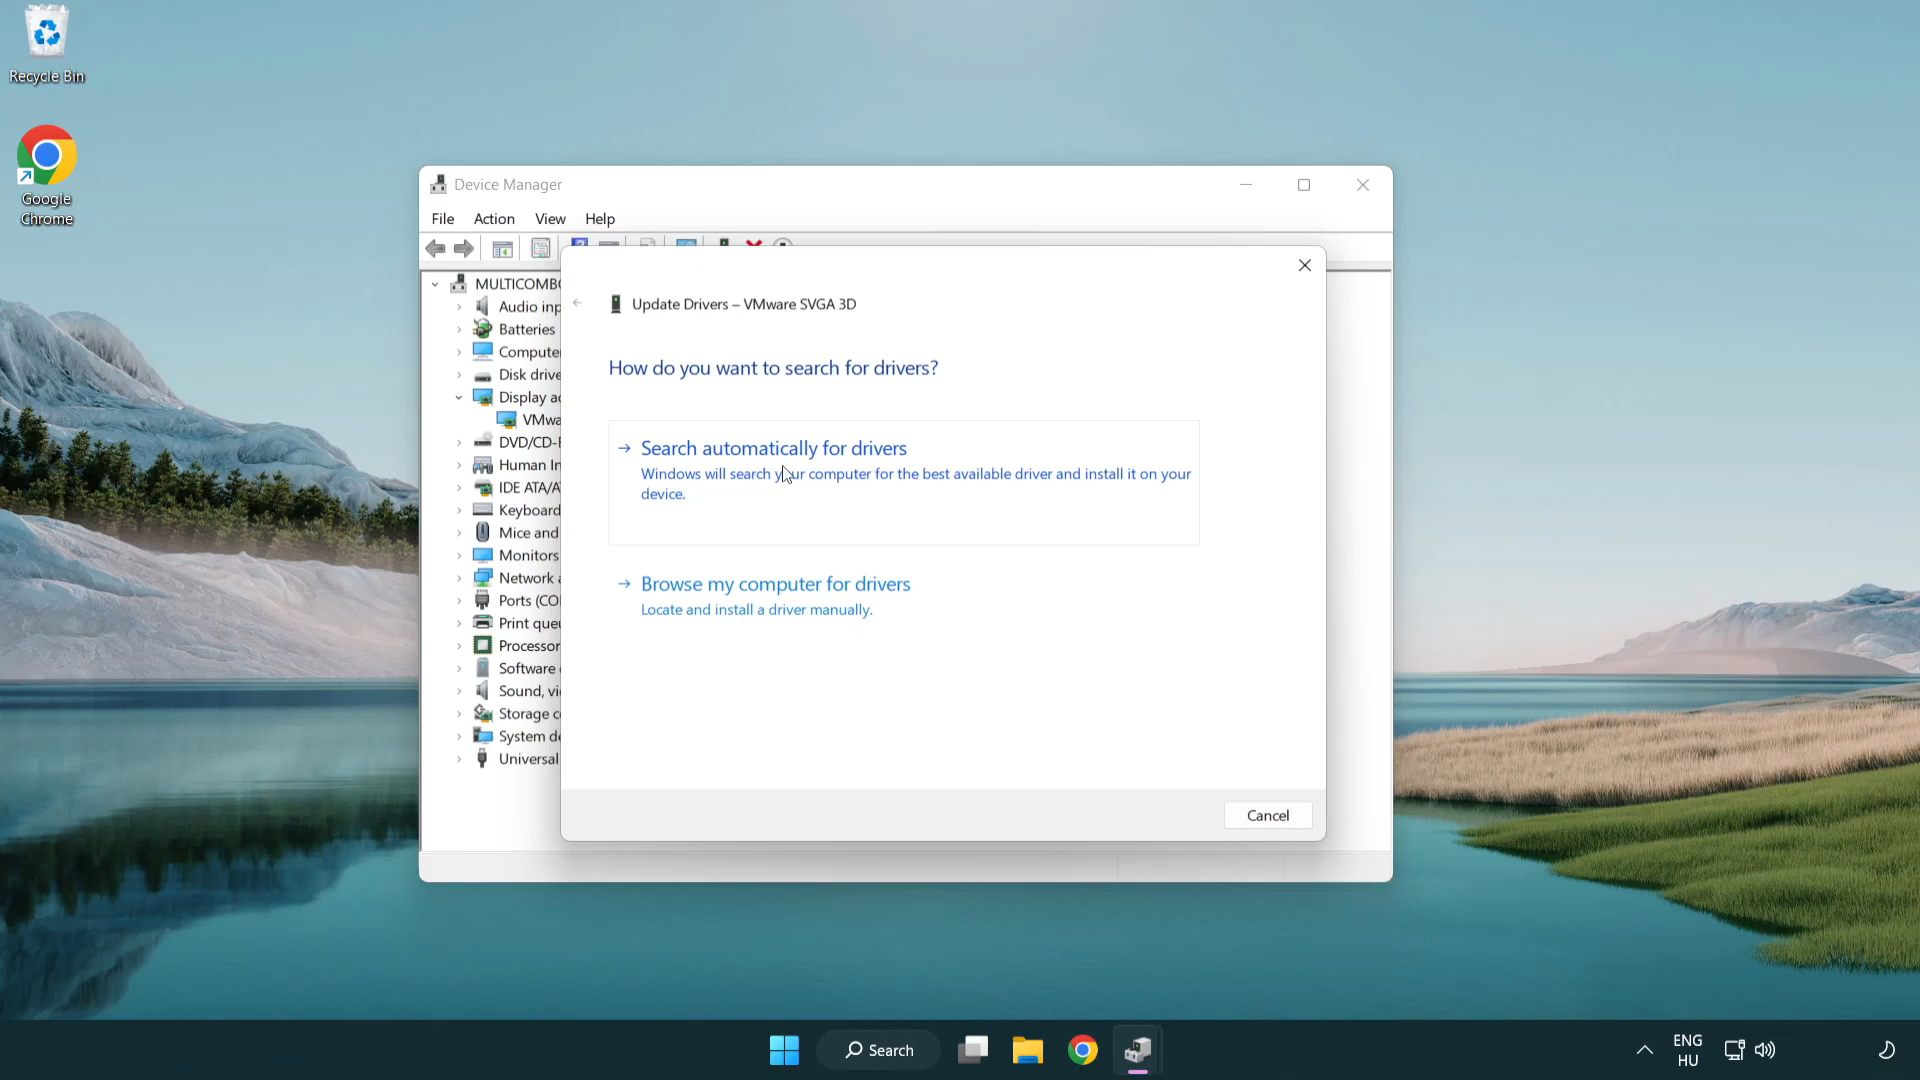 Recycle Bin
Google
Chrome
Device Manager
File Action View Help
MULTICOMBO
Audio inp
Batteries
Compute
Disk drive
Display a
VMwa
DVD/CD-
Human In
IDE ATA/A
Keyboard
Mice and
Monitors
Network a
Ports (CO
Print que
Processor
Software
Sound, vi
Storage c
System de
Universal
Update Drivers – VMware SVGA 3D
How do you want to search for drivers?
Search automatically for drivers
Windows will search your computer for the best available driver and install it on your
device.
Browse my computer for drivers
Locate and install a driver manually.
Cancel
Search
ENG
HU